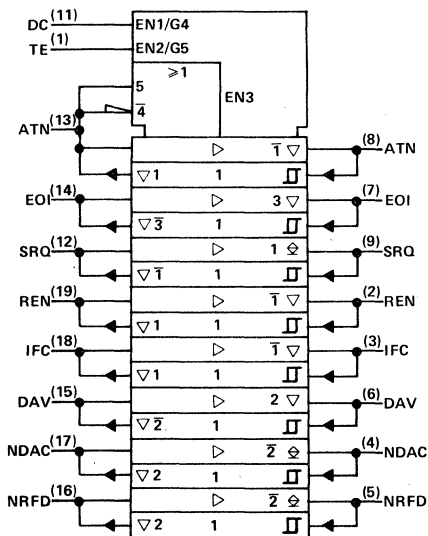 DC (11) EN1/G4
TE (1) EN2/G5
≥1
5 EN3
4̅
ATN (13)
▷ 1̅ ▽ (8) ATN
▽ 1 1
EOI (14) ▷ 3 ▽ (7) EOI
▽ 3̅ 1
SRQ (12) ▷ 1 (9) SRQ
▽ 1̅ 1
REN (19) ▷ 1̅ ▽ (2) REN
▽ 1 1
IFC (18) ▷ 1̅ ▽ (3) IFC
▽ 1 1
DAV (15) ▷ 2 ▽ (6) DAV
▽ 2̅ 1
NDAC (17) ▷ 2̅ (4) NDAC
▽ 2 1
NRFD (16) ▷ 2̅ (5) NRFD
▽ 2 1